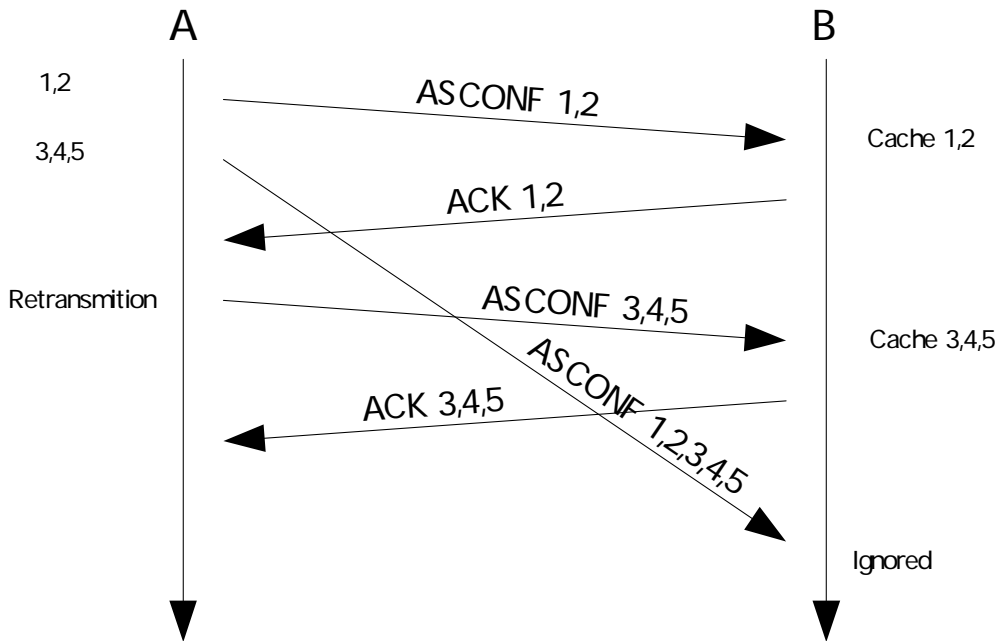 A
B
1,2
ASCONF 1,2
Cache 1,2
3,4,5
ACK 1,2
Retransmition
ASCONF 3,4,5
Cache 3,4,5
ASCONF 1,2,3,4,5
ACK 3,4,5
Ignored